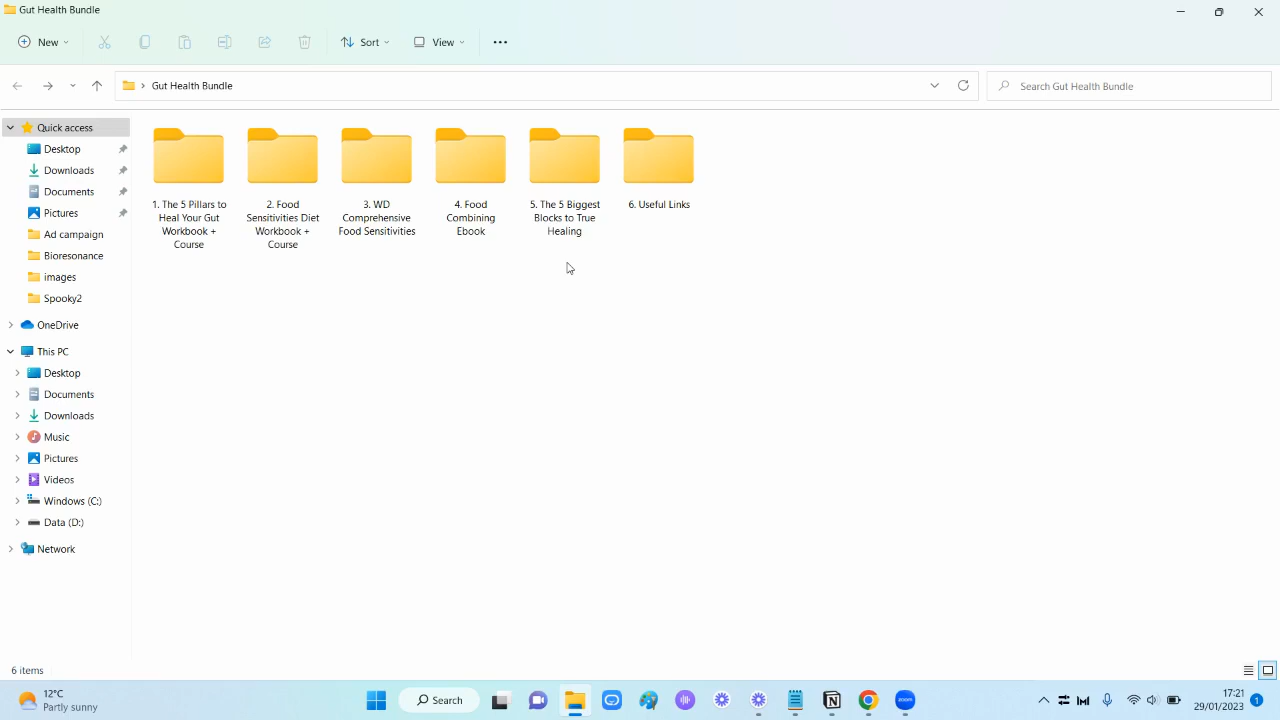 Gut Health Bundle
New
Sort
View
Gut Health Bundle
Search Gut Health Bundle
Quick access
Desktop
Downloads
Documents
Pictures
Ad campaign
Bioresonance
images
Spooky2
OneDrive
This PC
Desktop
Documents
Downloads
Music
Pictures
Videos
Windows (C:)
Data (D:)
Network
1. The 5 Pillars to
Heal Your Gut
Workbook +
Course
2. Food
Sensitivities Diet
Workbook +
Course
3. WD
Comprehensive
Food Sensitivities
4. Food
Combining
Ebook
5. The 5 Biggest
Blocks to True
Healing
6. Useful Links
6 items
12°C
Partly sunny
Search
zoom
17:21
29/01/2023
1